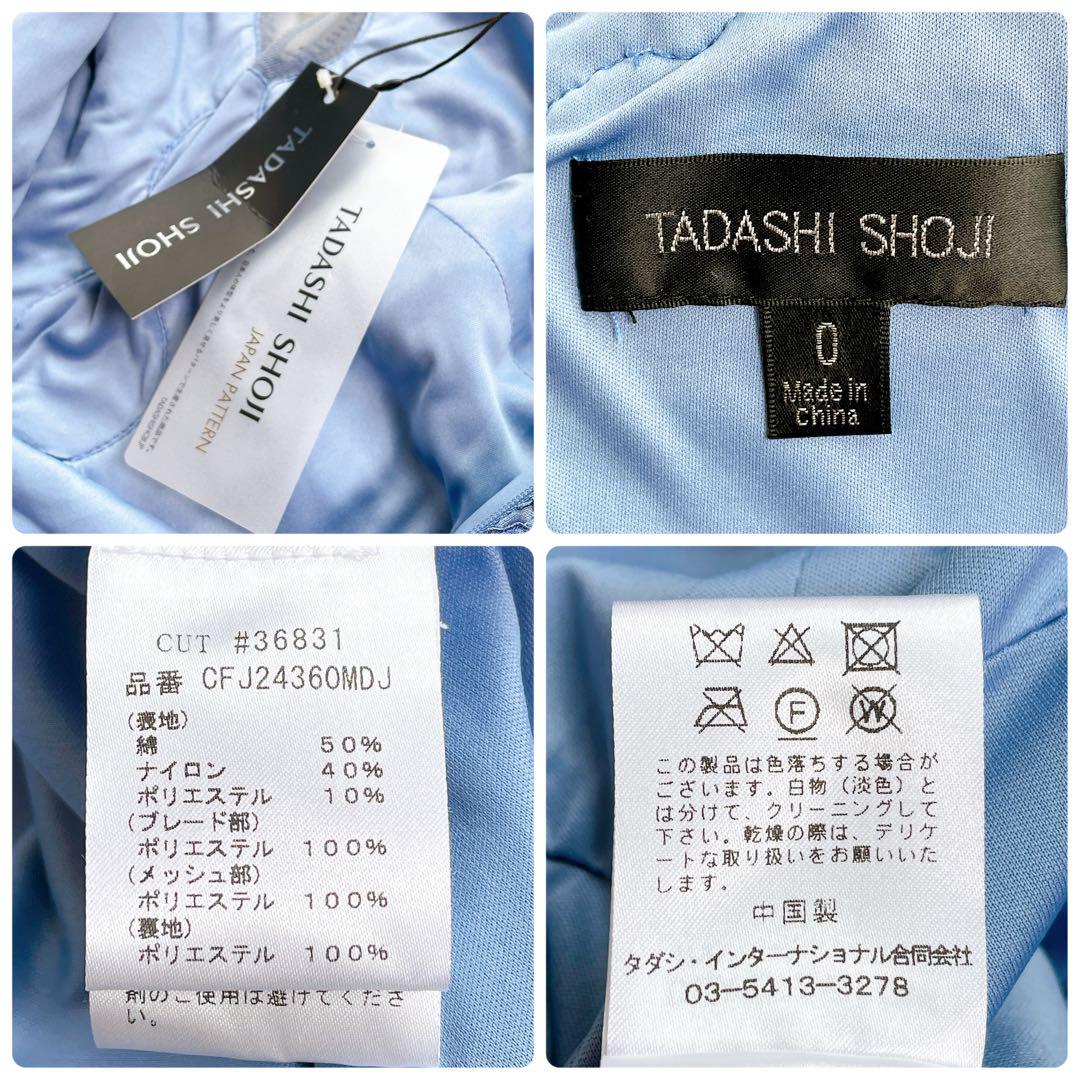 TADASHI SHOJI
TADASHI SHOJI
JAPAN PATTERN
TADASHISHOJI.JP
TADASHI SHOJI
0
Made in
China
CUT #36831
品番 CFJ24360MDJ
(表地)
綿 50%
ナイロン 40%
ポリエステル 10%
(ブレード部)
ポリエステル 100%
(メッシュ部)
ポリエステル 100%
(裏地)
ポリエステル 100%
剤のご使用は避けてくださ
い。
F
W
この製品は色落ちする場合が
ございます。白物(淡色)と
は分けて、クリーニングして
下さい。乾燥の際は、デリケ
ートな取り扱いをお願いいた
します。
中国製
タダシ・インターナショナル合同会社
03-5413-3278